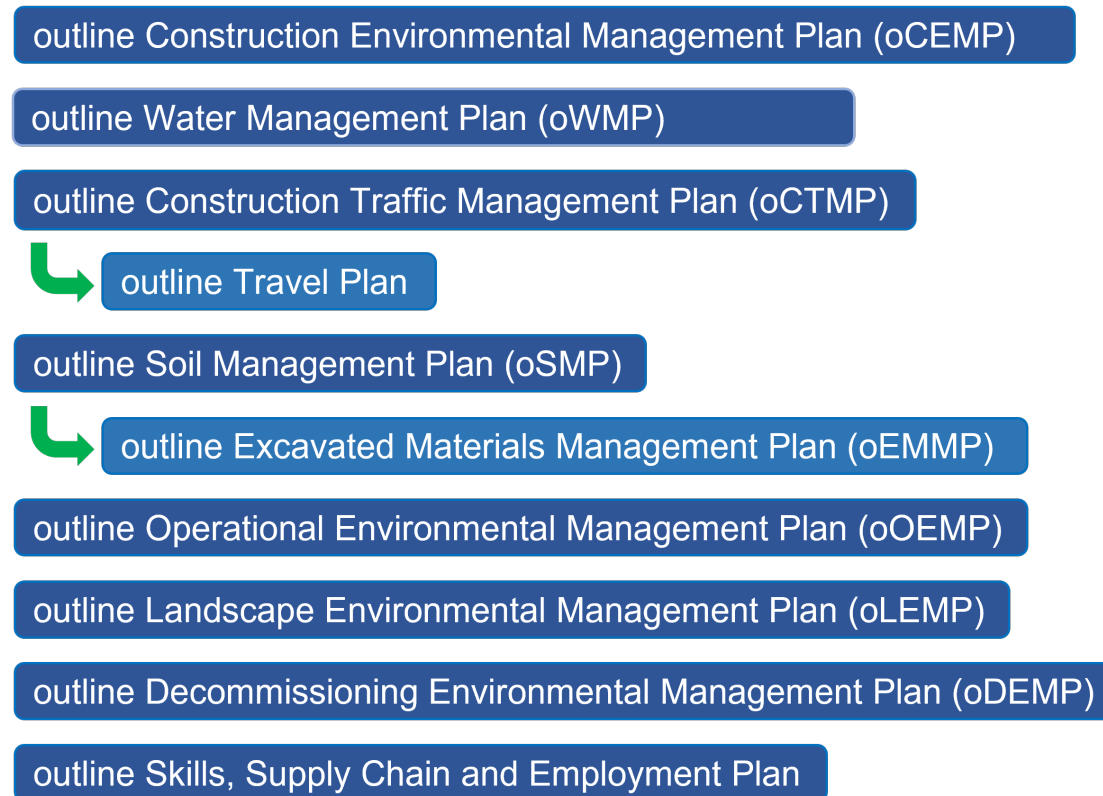 outline Construction Environmental Management Plan (oCEMP)
outline Water Management Plan (oWMP)
outline Construction Traffic Management Plan (oCTMP)
outline Travel Plan
outline Soil Management Plan (oSMP)
outline Excavated Materials Management Plan (oEMMP)
outline Operational Environmental Management Plan (oOEMP)
outline Landscape Environmental Management Plan (oLEMP)
outline Decommissioning Environmental Management Plan (oDEMP)
outline Skills, Supply Chain and Employment Plan